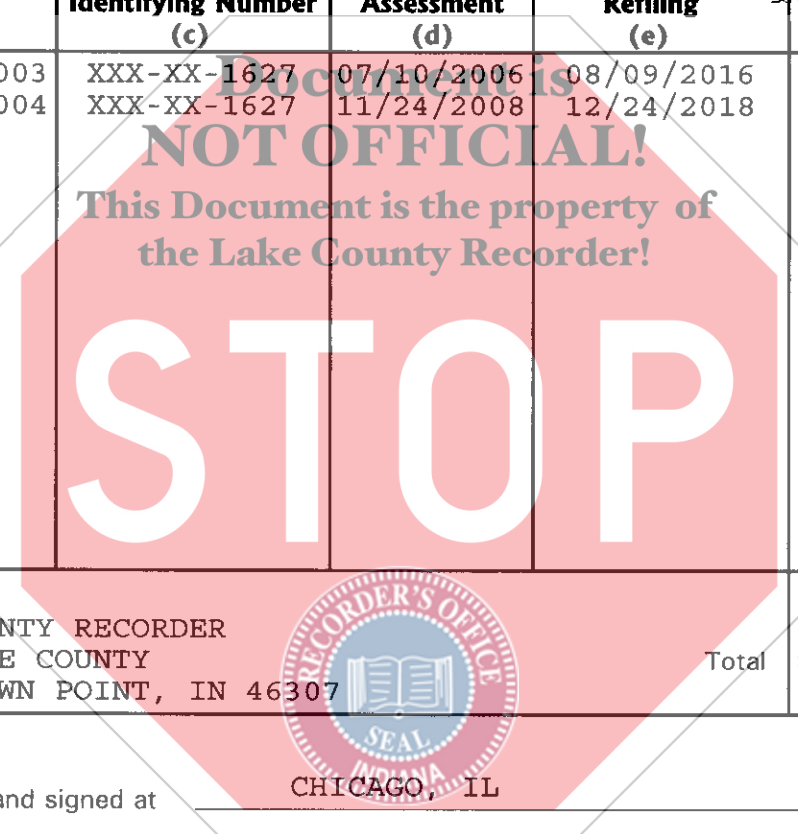 Identifying Number Assessment Refiling
(c) (d) (e)
003 XXX-XX-1627 07/10/2006 08/09/2016
004 XXX-XX-1627 11/24/2008 12/24/2018
Document is
NOT OFFICIAL!
This Document is the property of
the Lake County Recorder!
STOP
NTY RECORDER
E COUNTY Total
WN POINT, IN 46307
RECORDER'S OFFICE
SEAL
INDIANA
and signed at CHICAGO, IL